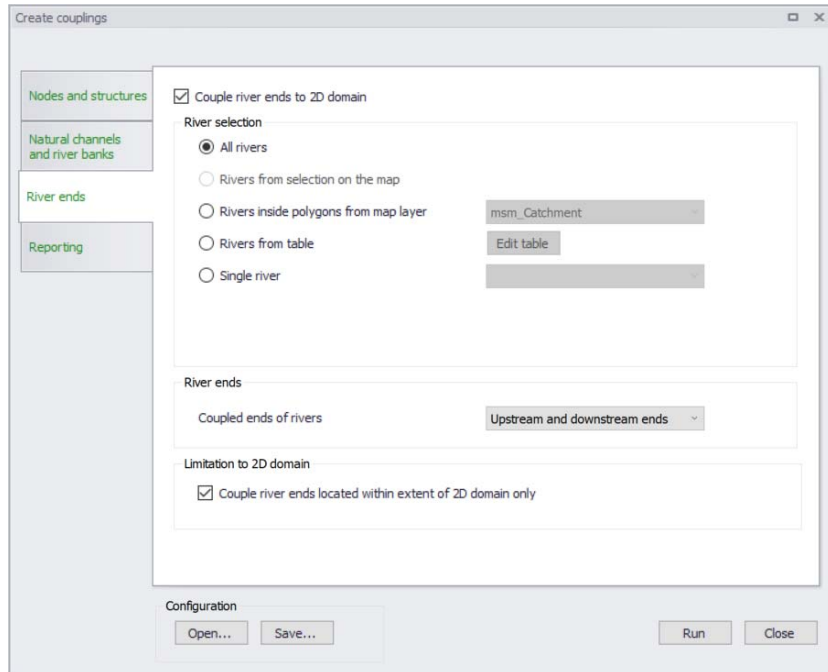 Create couplings
Nodes and structures
Natural channels
and river banks
River ends
Reporting
Couple river ends to 2D domain
River selection
All rivers
Rivers from selection on the map
Rivers inside polygons from map layer
msm_Catchment
Rivers from table
Edit table
Single river
River ends
Coupled ends of rivers
Upstream and downstream ends
Limitation to 2D domain
Couple river ends located within extent of 2D domain only
Configuration
Open...
Save...
Run
Close